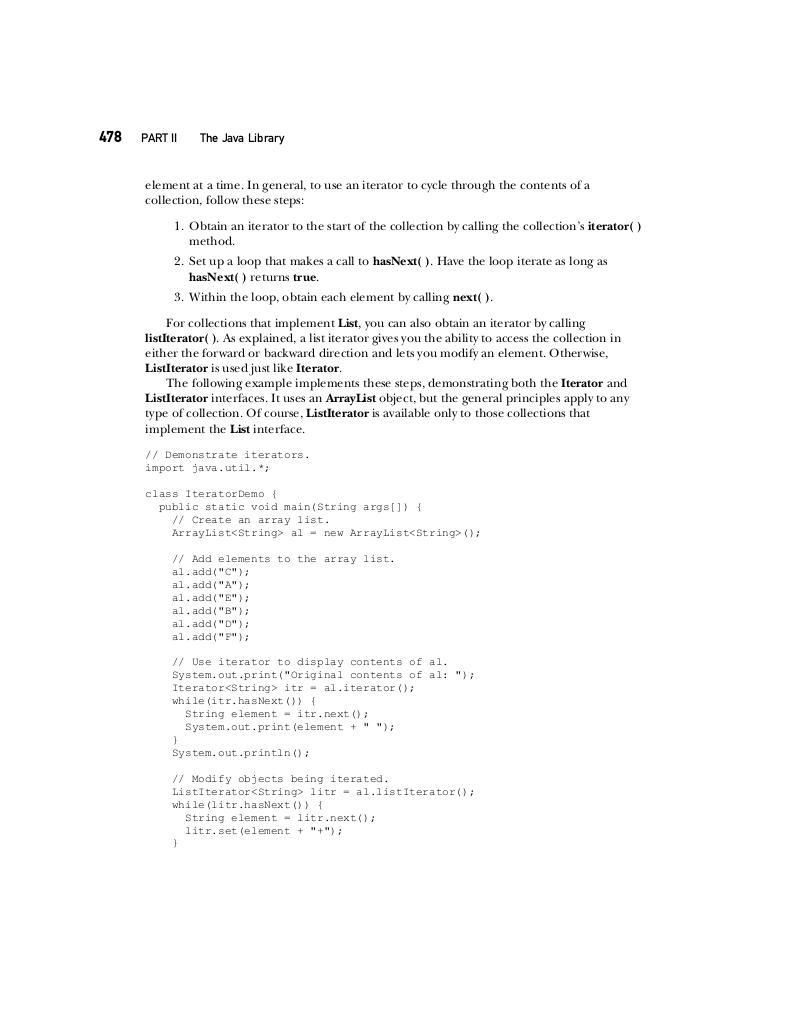 478 PART II The Java Library
element at a time. In general, to use an iterator to cycle through the contents of a
collection, follow these steps:
1. Obtain an iterator to the start of the collection by calling the collection's iterator( )
method.
2. Set up a loop that makes a call to hasNext( ). Have the loop iterate as long as
hasNext( ) returns true.
3. Within the loop, obtain each element by calling next( ).
For collections that implement List, you can also obtain an iterator by calling
listIterator( ). As explained, a list iterator gives you the ability to access the collection in
either the forward or backward direction and lets you modify an element. Otherwise,
ListIterator is used just like Iterator.
The following example implements these steps, demonstrating both the Iterator and
ListIterator interfaces. It uses an ArrayList object, but the general principles apply to any
type of collection. Of course, ListIterator is available only to those collections that
implement the List interface.
// Demonstrate iterators.
import java.util.*;
class IteratorDemo {
public static void main(String args[]) {
// Create an array list.
ArrayList<String> al = new ArrayList<String>();
// Add elements to the array list.
al.add("C");
al.add("A");
al.add("E");
al.add("B");
al.add("D");
al.add("F");
// Use iterator to display contents of al.
System.out.print("Original contents of al: ");
Iterator<String> itr = al.iterator();
while(itr.hasNext()) {
String element = itr.next();
System.out.print(element + " ");
}
System.out.println();
// Modify objects being iterated.
ListIterator<String> litr = al.listIterator();
while(litr.hasNext()) {
String element = litr.next();
litr.set(element + "+");
}